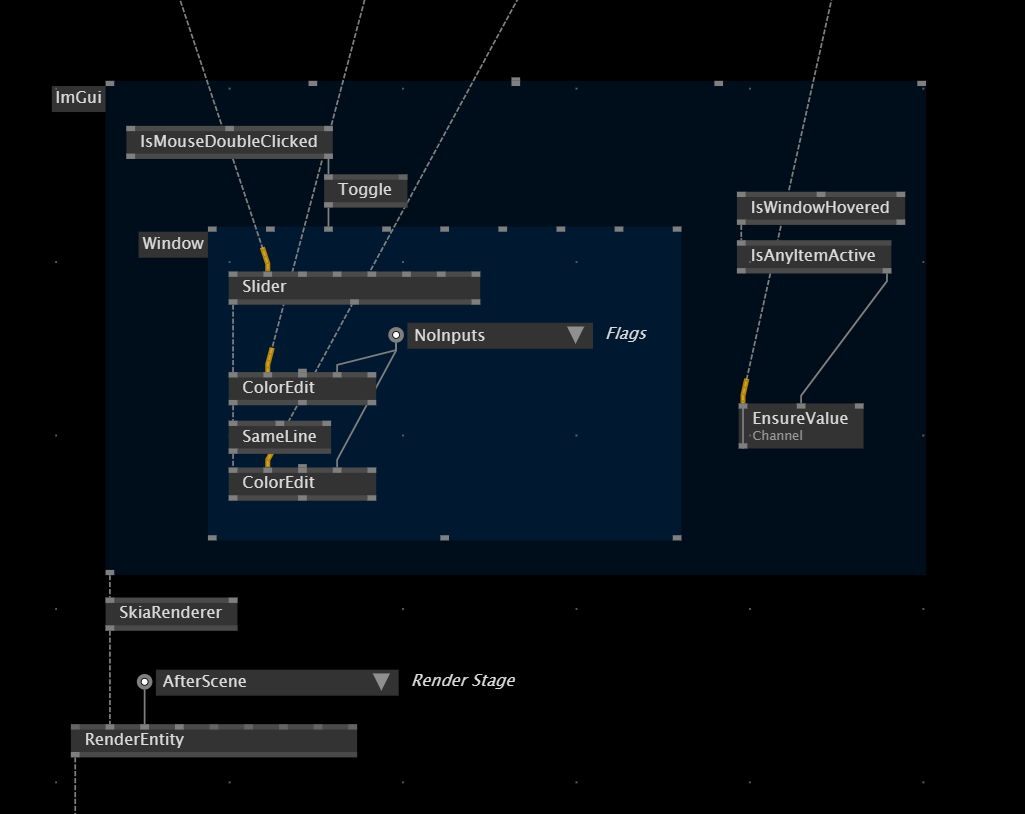 ImGui
IsMouseDoubleClicked
Toggle
IsWindowHovered
Window
IsAnyItemActive
Slider
NoInputs
Flags
ColorEdit
EnsureValue
Channel
SameLine
ColorEdit
SkiaRenderer
AfterScene
Render Stage
RenderEntity